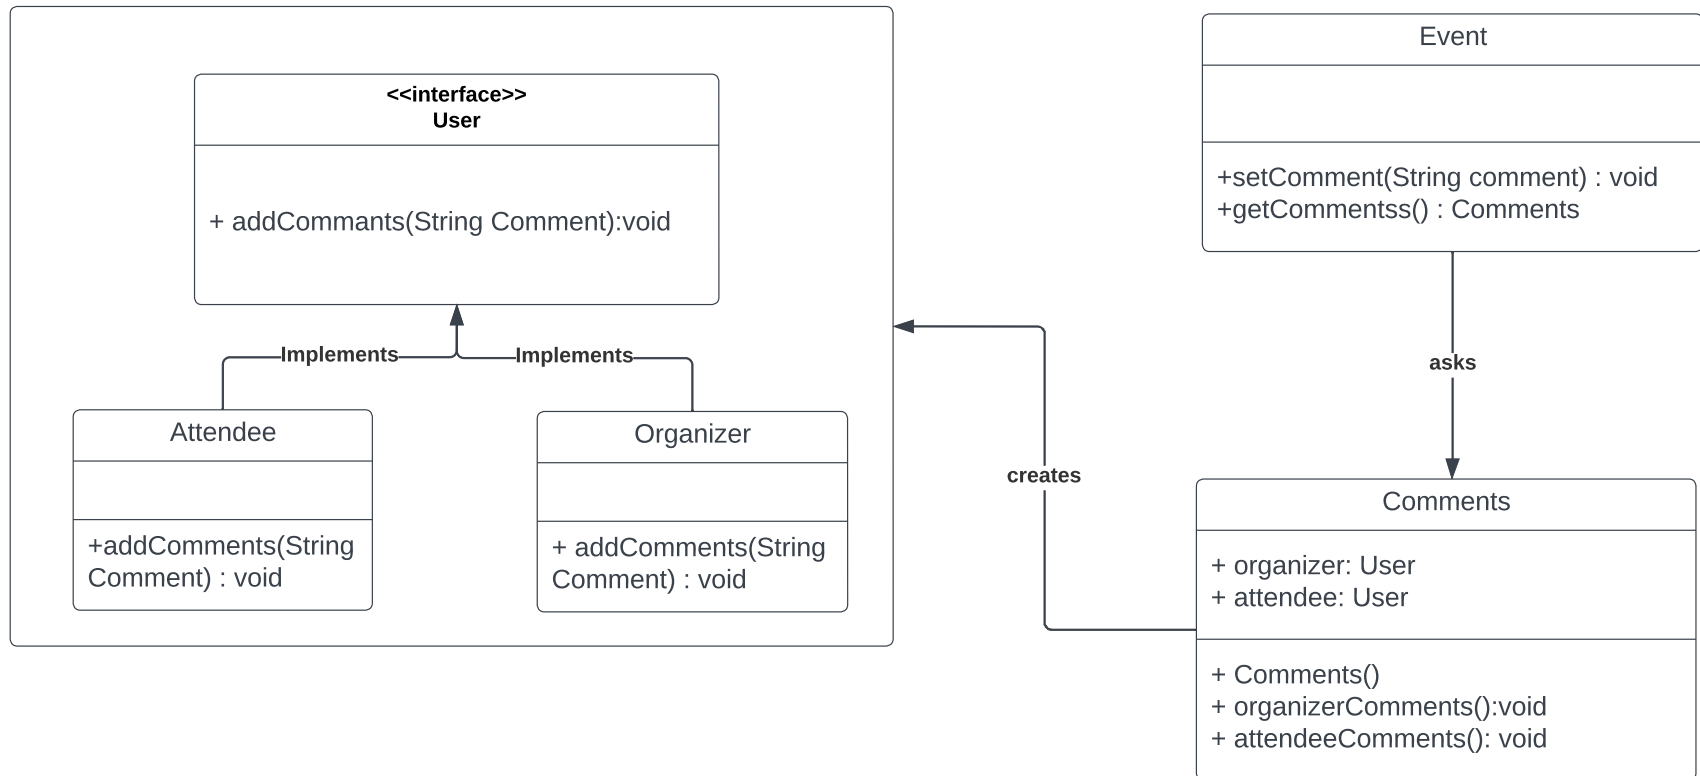 <<interface>>
User
+ addCommants(String Comment):void
Implements
Implements
Attendee
+addComments(String
Comment) : void
Organizer
+ addComments(String
Comment) : void
creates
Event
+setComment(String comment) : void
+getCommentss() : Comments
asks
Comments
+ organizer: User
+ attendee: User
+ Comments()
+ organizerComments():void
+ attendeeComments(): void